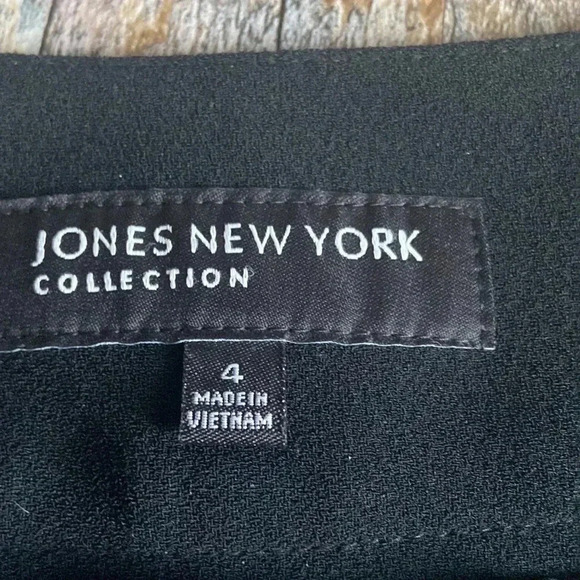 JONES NEW YORK
COLLECTION
4
MADE IN
VIETNAM